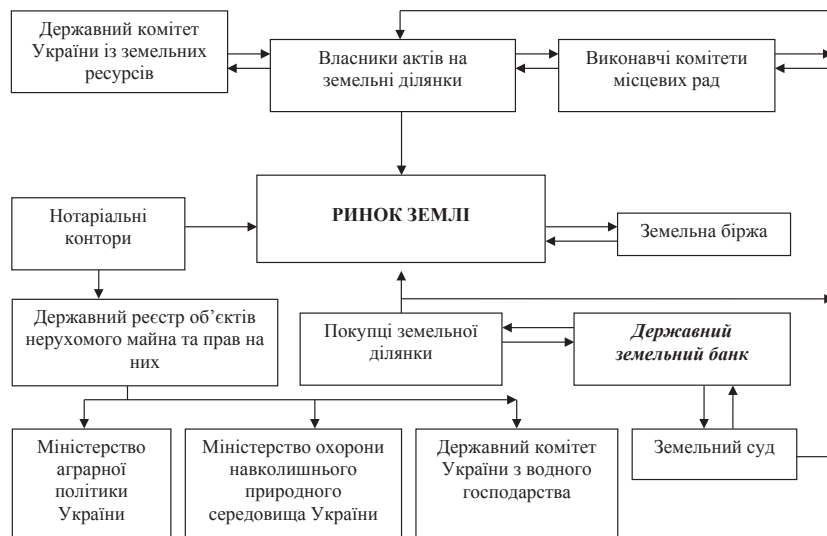 Державний комітет
України із земельних
ресурсів
Власники актів на
земельні ділянки
Виконавчі комітети
місцевих рад
Нотаріальні
контори
РИНОК ЗЕМЛІ
Земельна біржа
Державний реєстр об’єктів
нерухомого майна та прав на
них
Покупці земельної
ділянки
Державний
земельний банк
Міністерство
аграрної
політики
України
Міністерство охорони
навколишнього
природного
середовища України
Державний комітет
України з водного
господарства
Земельний суд